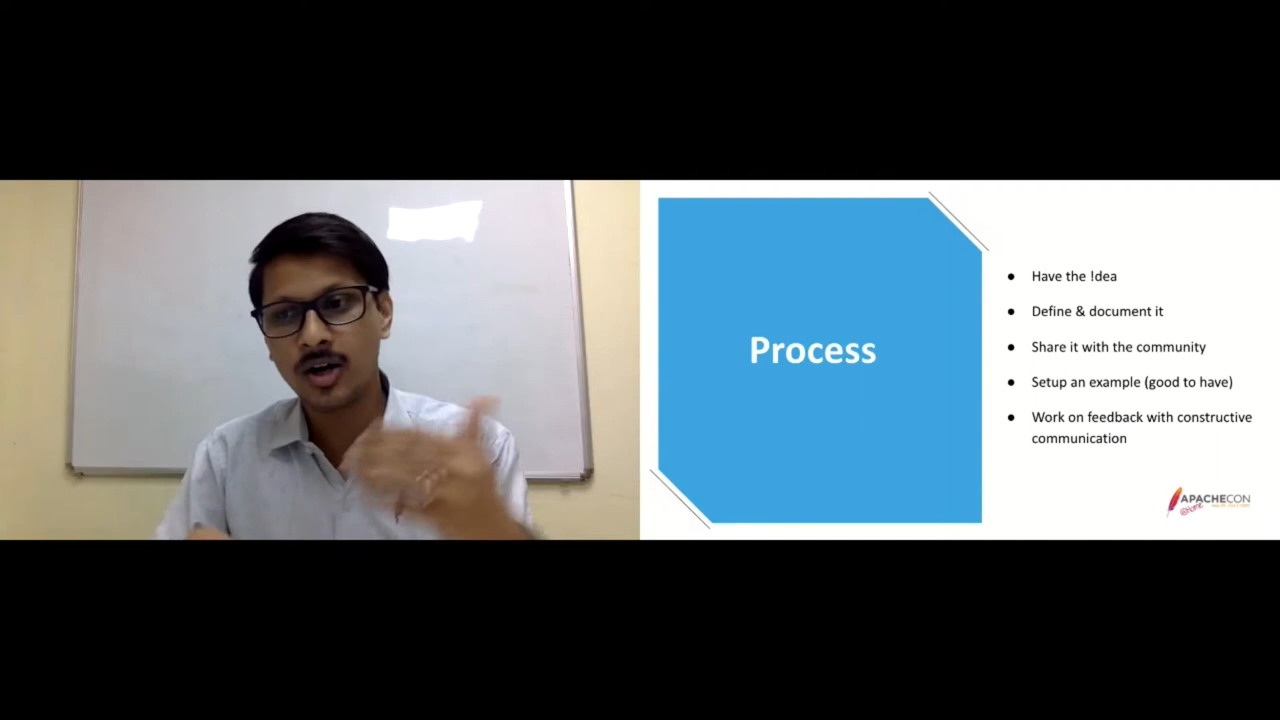 Process
● Have the !dea
● Define & document it
● Share it with the community
● Setup an example (good to have)
● Work on feedback with constructive
communication
APACHECON
@Home